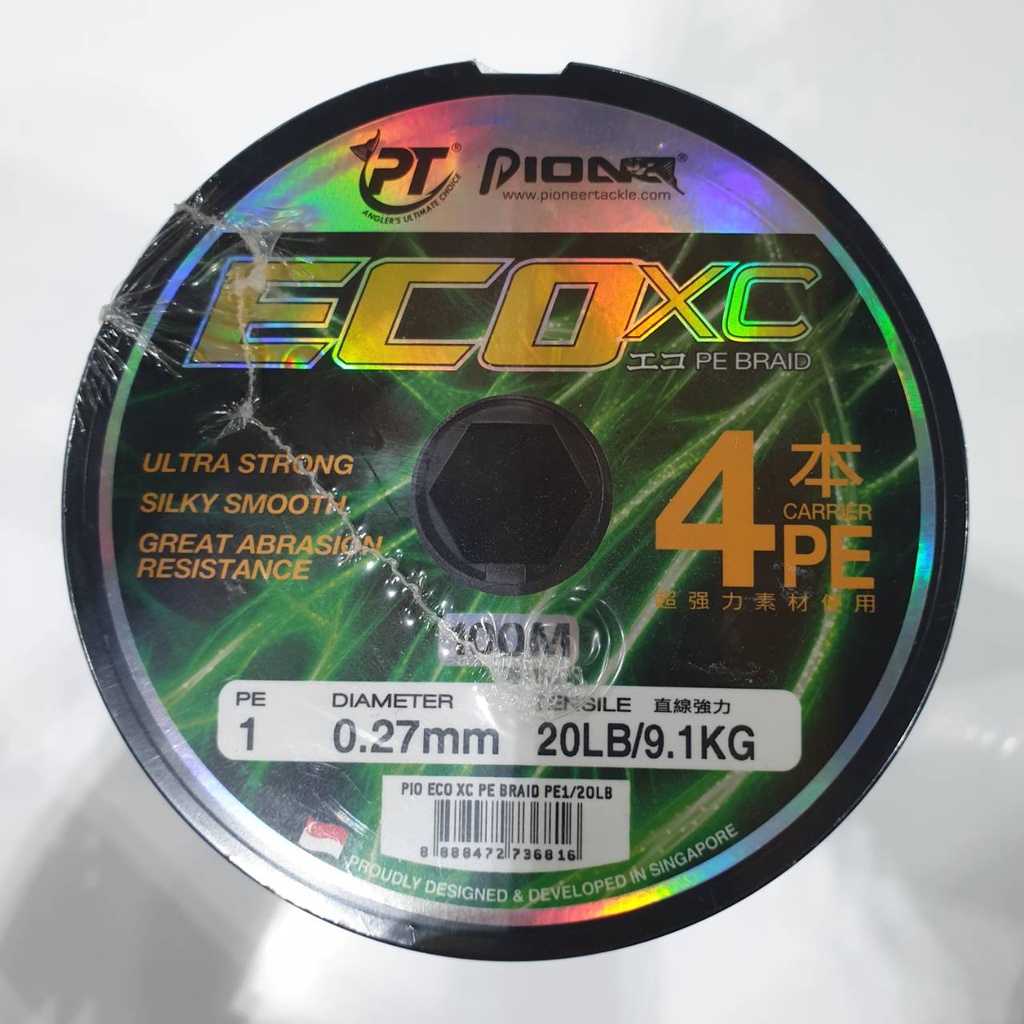 PT®
ANGLER'S ULTIMATE CHOICE
PIONEER®
www.pioneertackle.com
ECO XC
エコ PE BRAID
ULTRA STRONG
SILKY SMOOTH
GREAT ABRASION
RESISTANCE
4本
CARRIER
PE
超强力素材使用
100M
PE DIAMETER TENSILE 直線強力
1 0.27mm 20LB/9.1KG
PIO ECO XC PE BRAID PE1/20LB
8 888472 736816
PROUDLY DESIGNED & DEVELOPED IN SINGAPORE